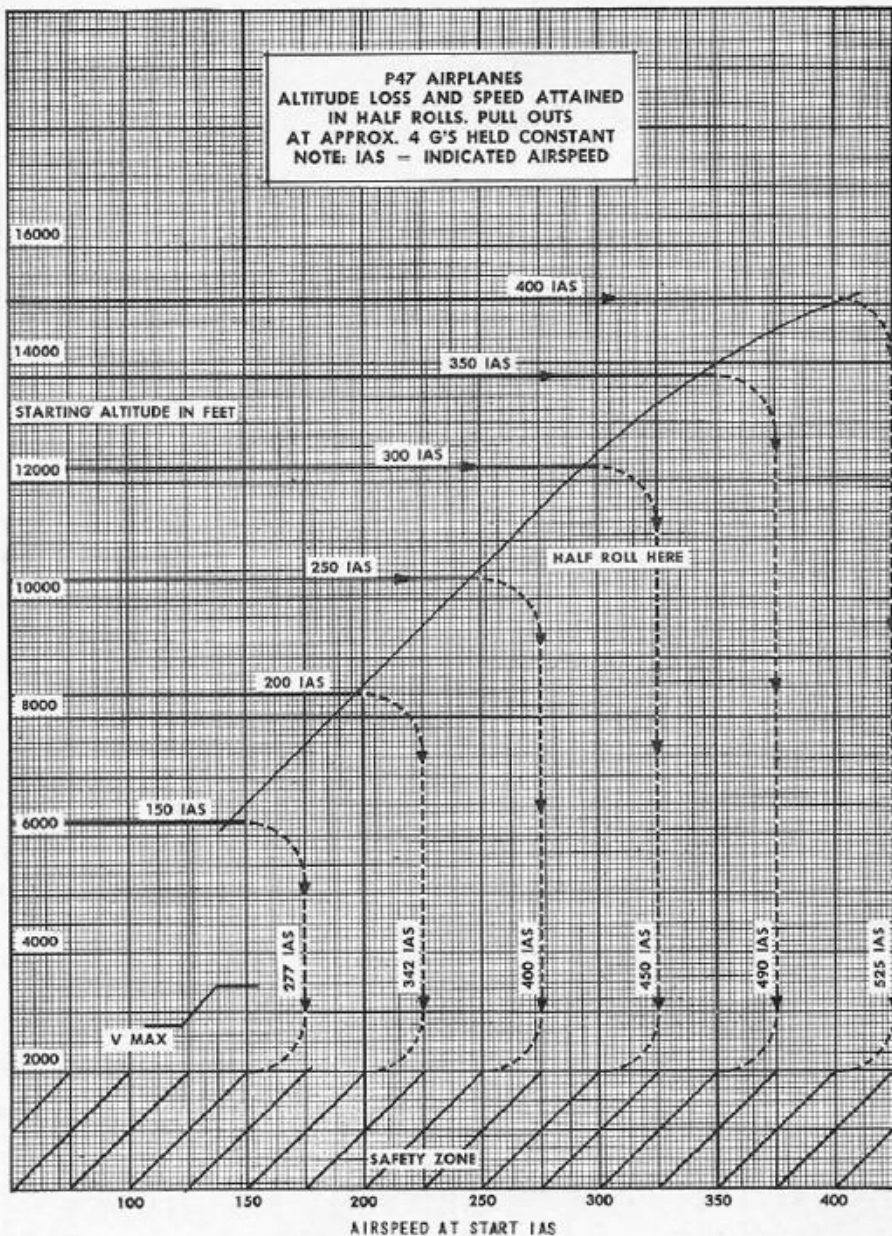 P47 AIRPLANES
ALTITUDE LOSS AND SPEED ATTAINED
IN HALF ROLLS. PULL OUTS
AT APPROX. 4 G'S HELD CONSTANT
NOTE: IAS — INDICATED AIRSPEED
16000
400 IAS
14000
350 IAS
STARTING ALTITUDE IN FEET
300 IAS
12000
HALF ROLL HERE
250 IAS
10000
200 IAS
8000
150 IAS
6000
4000
277 IAS
342 IAS
400 IAS
450 IAS
490 IAS
525 IAS
V MAX
2000
SAFETY ZONE
100 150 200 250 300 350 400
AIRSPEED AT START IAS